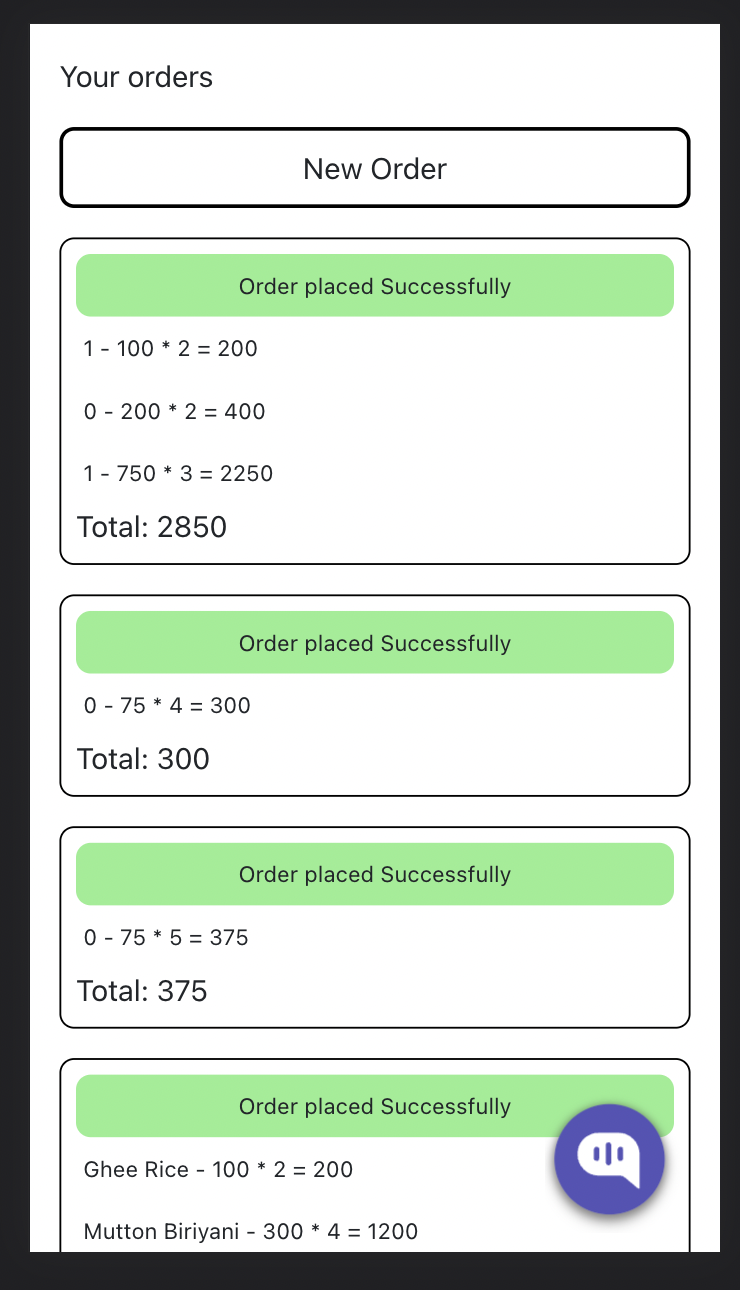 Your orders
New Order
Order placed Successfully
1 - 100 * 2 = 200
0 - 200 * 2 = 400
1 - 750 * 3 = 2250
Total: 2850
Order placed Successfully
0 - 75 * 4 = 300
Total: 300
Order placed Successfully
0 - 75 * 5 = 375
Total: 375
Order placed Successfully
Ghee Rice - 100 * 2 = 200
Mutton Biriyani - 300 * 4 = 1200